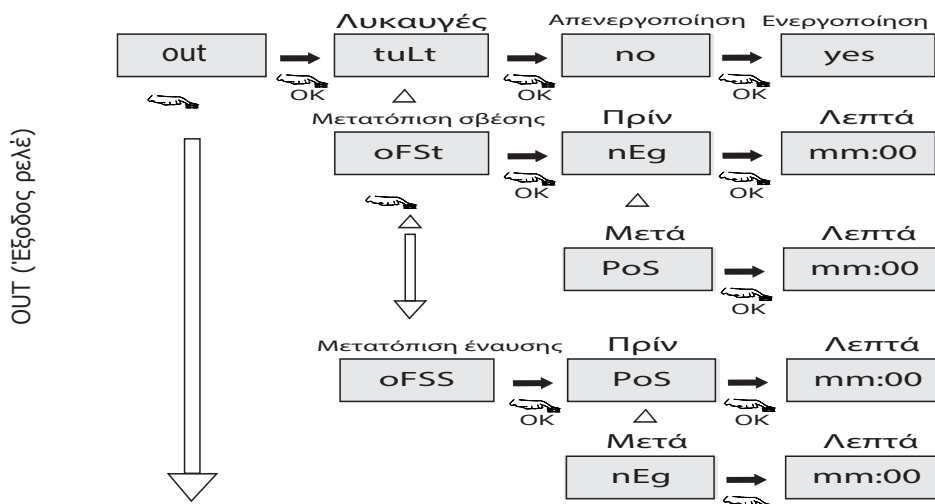 Λυκαυγές Απενεργοποίηση Ενεργοποίηση
out tuLt no yes
OK OK OK
Μετατόπιση σβέσης Πρίν Λεπτά
oFSt nEg mm:00
OK OK
OUT (Έξοδος ρελέ)
Μετά Λεπτά
PoS mm:00
OK
Μετατόπιση έναυσης Πρίν Λεπτά
oFSS PoS mm:00
OK OK
Μετά Λεπτά
nEg mm:00